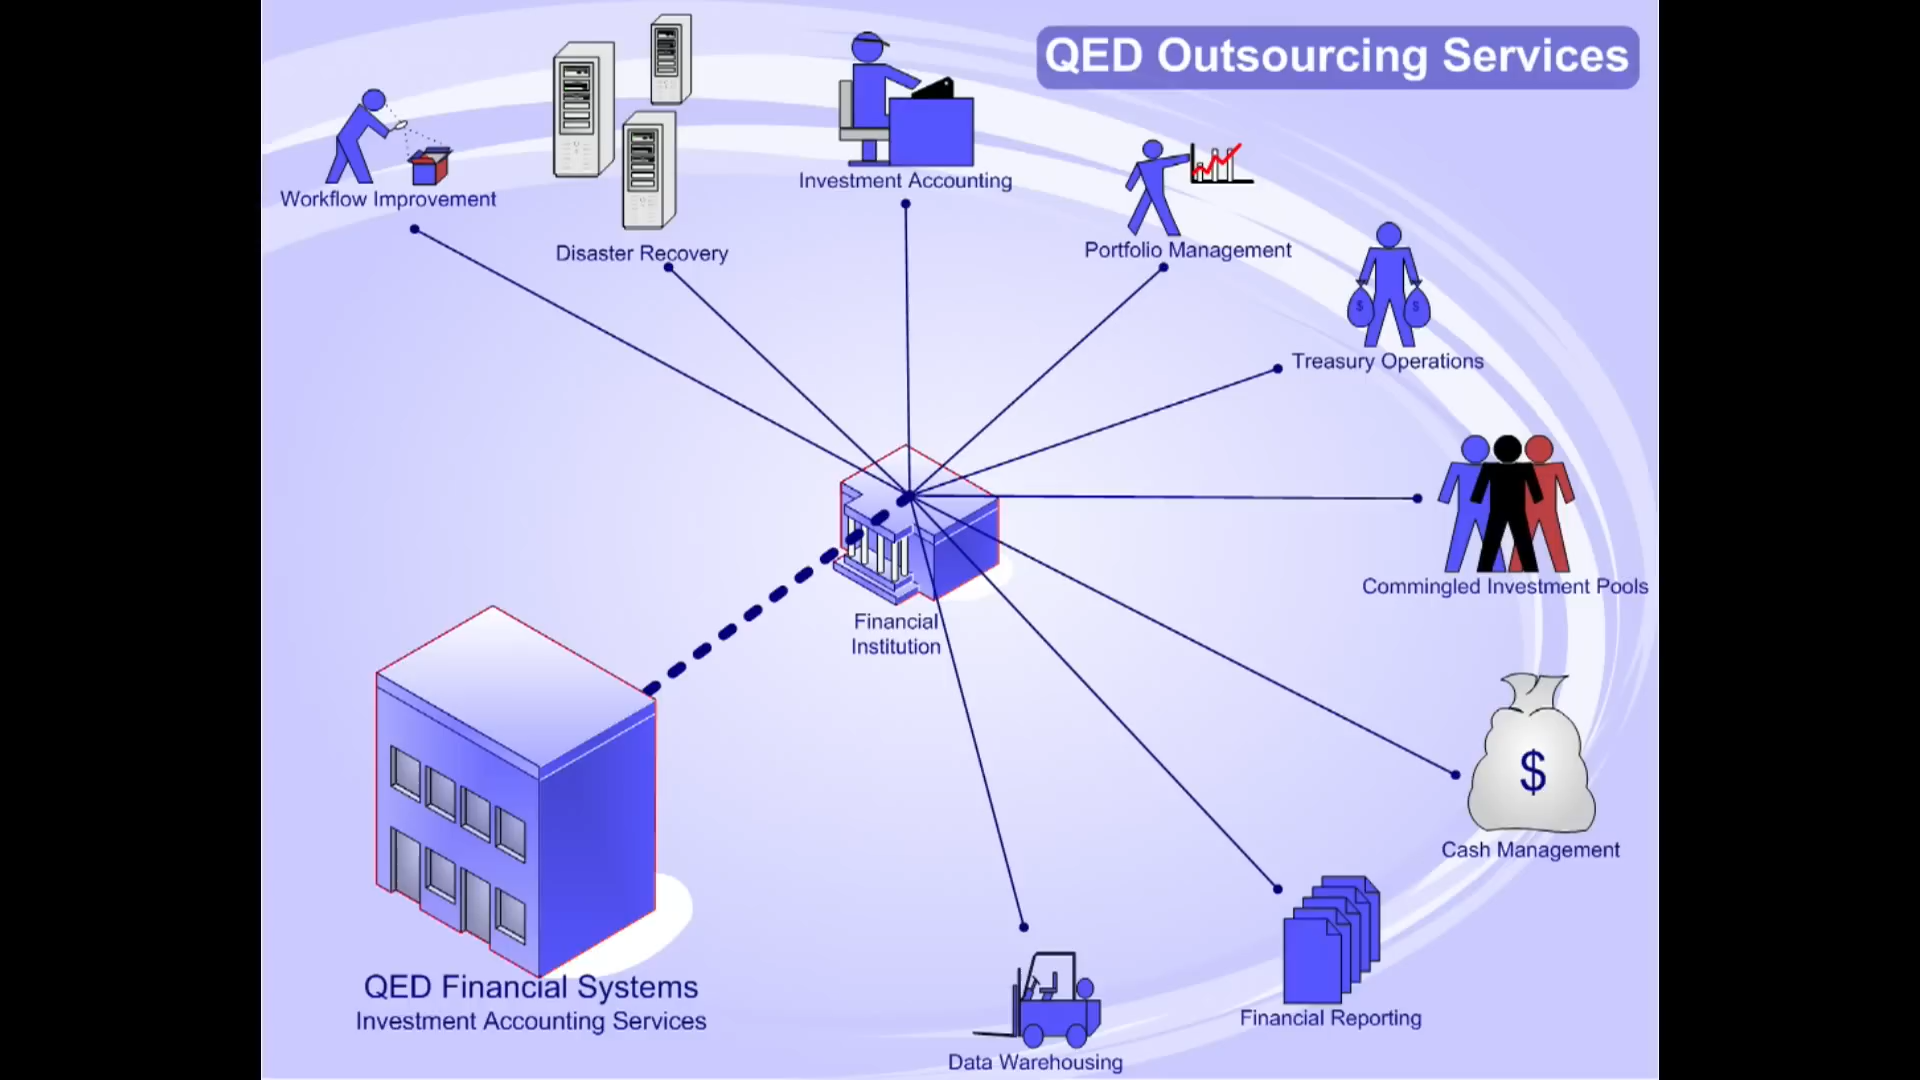 QED Outsourcing Services
Workflow Improvement
Disaster Recovery
Investment Accounting
Portfolio Management
Treasury Operations
$ $
Commingled Investment Pools
Financial
Institution
$
Cash Management
QED Financial Systems
Investment Accounting Services
Financial Reporting
Data Warehousing